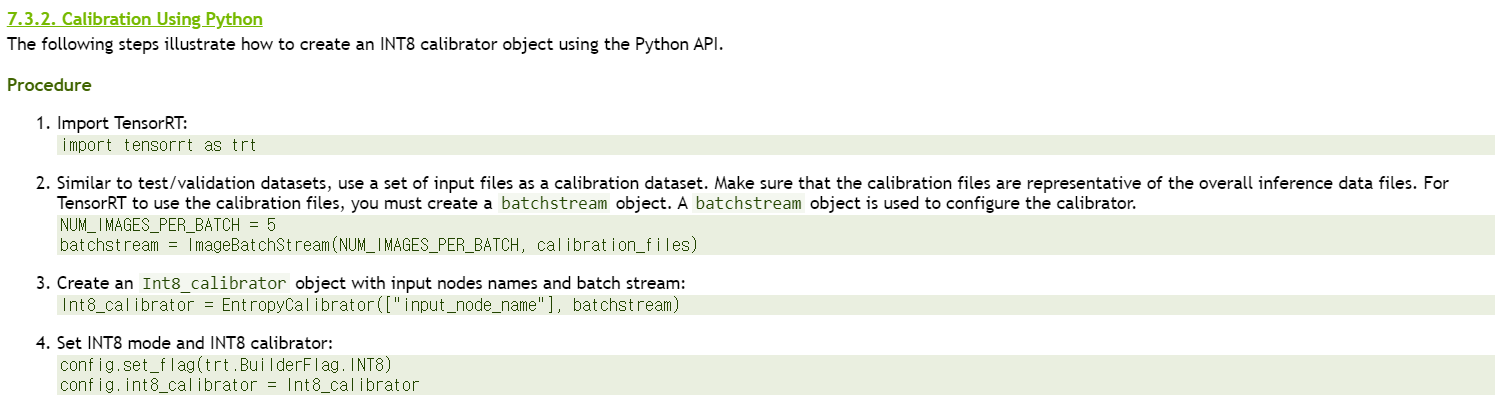 7.3.2. Calibration Using Python
The following steps illustrate how to create an INT8 calibrator object using the Python API.
Procedure
1. Import TensorRT:
import tensorrt as trt
2. Similar to test/validation datasets, use a set of input files as a calibration dataset. Make sure that the calibration files are representative of the overall inference data files. For
TensorRT to use the calibration files, you must create a batchstream object. A batchstream object is used to configure the calibrator.
NUM_IMAGES_PER_BATCH = 5
batchstream = ImageBatchStream(NUM_IMAGES_PER_BATCH, calibration_files)
3. Create an Int8_calibrator object with input nodes names and batch stream:
Int8_calibrator = EntropyCalibrator(["input_node_name"], batchstream)
4. Set INT8 mode and INT8 calibrator:
config.set_flag(trt.BuilderFlag.INT8)
config.int8_calibrator = Int8_calibrator